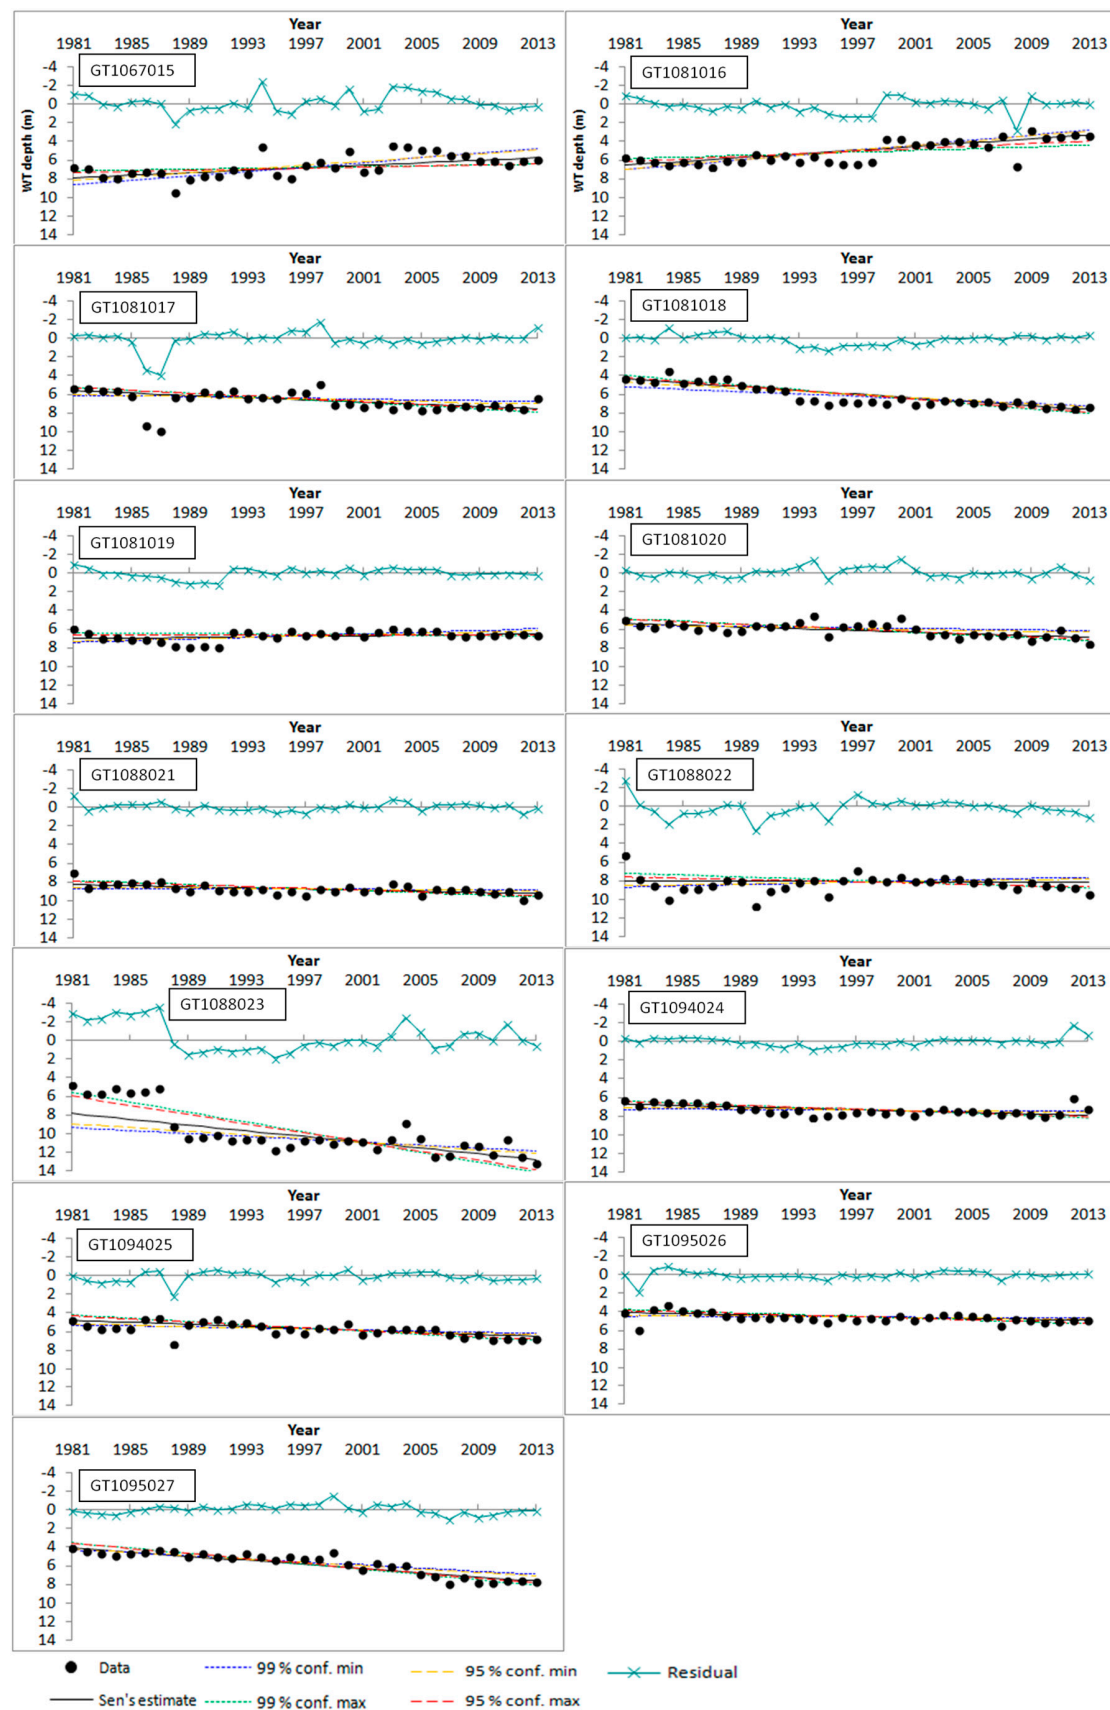 Year Year
1981 1985 1989 1993 1997 2001 2005 2009 2013 1981 1985 1989 1993 1997 2001 2005 2009 2013
GT1067015 GT1081016
WT depth (m) WT depth (m)
-4 -4
-2 -2
0 0
2 2
4 4
6 6
8 8
10 10
12 12
14 14
Year Year
1981 1985 1989 1993 1997 2001 2005 2009 2013 1981 1985 1989 1993 1997 2001 2005 2009 2013
GT1081017 GT1081018
-4 -4
-2 -2
0 0
2 2
4 4
6 6
8 8
10 10
12 12
14 14
Year Year
1981 1985 1989 1993 1997 2001 2005 2009 2013 1981 1985 1989 1993 1997 2001 2005 2009 2013
GT1081019 GT1081020
-4 -4
-2 -2
0 0
2 2
4 4
6 6
8 8
10 10
12 12
14 14
Year Year
1981 1985 1989 1993 1997 2001 2005 2009 2013 1981 1985 1989 1993 1997 2001 2005 2009 2013
GT1088021 GT1088022
-4 -4
-2 -2
0 0
2 2
4 4
6 6
8 8
10 10
12 12
14 14
Year Year
1981 1985 1989 1993 1997 2001 2005 2009 2013 1981 1985 1989 1993 1997 2001 2005 2009 2013
GT1088023 GT1094024
-4 -4
-2 -2
0 0
2 2
4 4
6 6
8 8
10 10
12 12
14 14
Year Year
1981 1985 1989 1993 1997 2001 2005 2009 2013 1981 1985 1989 1993 1997 2001 2005 2009 2013
GT1094025 GT1095026
-4 -4
-2 -2
0 0
2 2
4 4
6 6
8 8
10 10
12 12
14 14
Year
1981 1985 1989 1993 1997 2001 2005 2009 2013
GT1095027
-4
-2
0
2
4
6
8
10
12
14
Data 99 % conf. min 95 % conf. min Residual
Sen's estimate 99 % conf. max 95 % conf. max